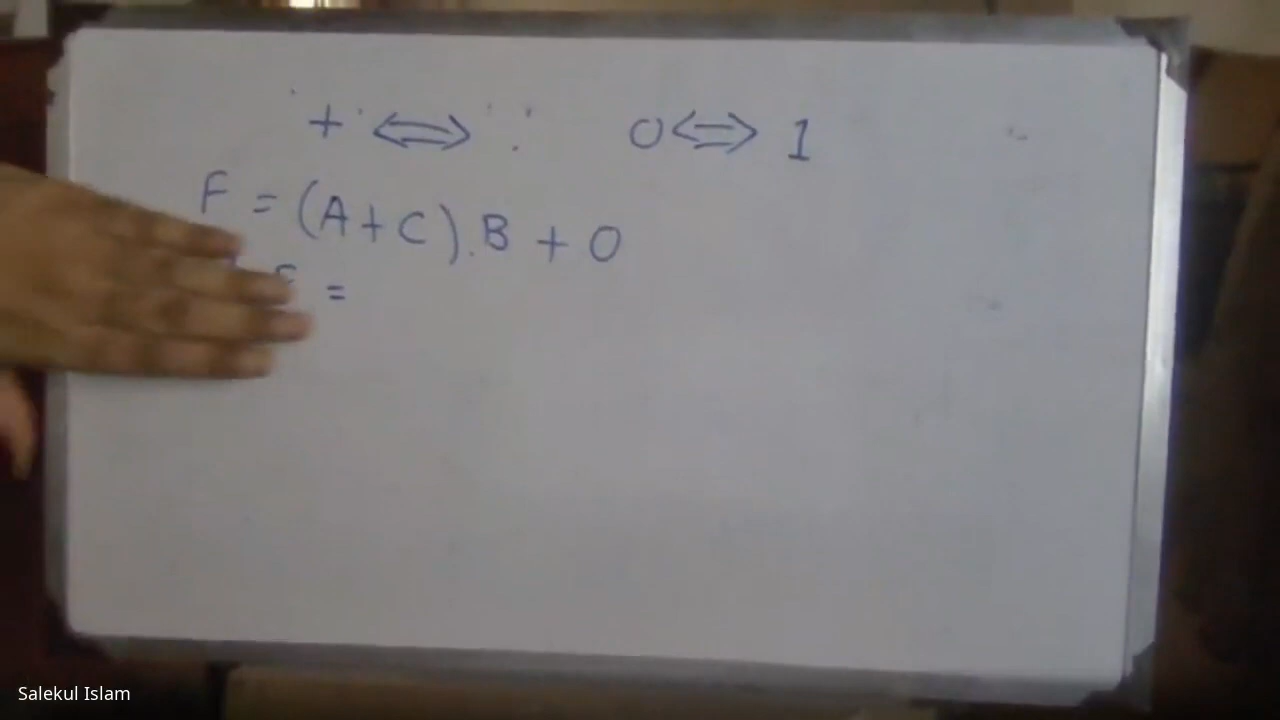 + ⇔ . 0 ⇔ 1
F = (A+C).B + 0
=
Salekul Islam